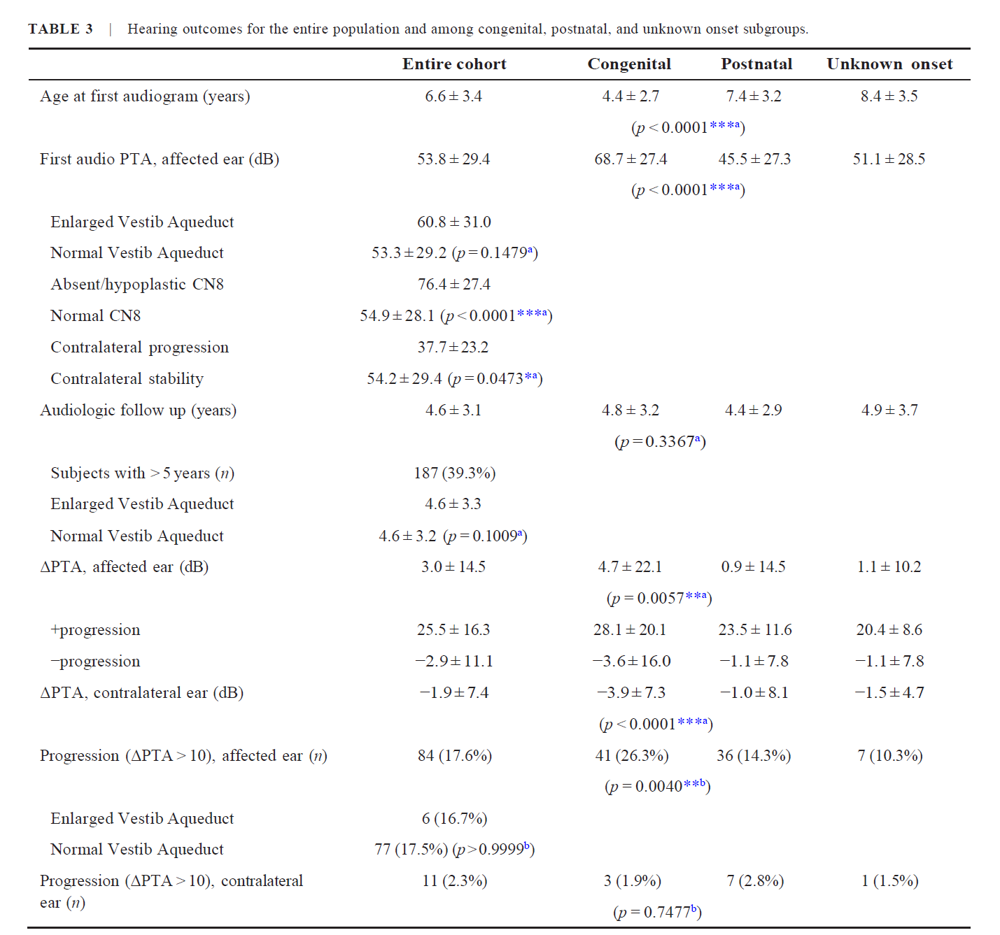 TABLE 3 | Hearing outcomes for the entire population and among congenital, postnatal, and unknown onset subgroups.
Entire cohort Congenital Postnatal Unknown onset
Age at first audiogram (years) 6.6 ± 3.4 4.4 ± 2.7 7.4 ± 3.2 8.4 ± 3.5
(p < 0.0001***a)
First audio PTA, affected ear (dB) 53.8 ± 29.4 68.7 ± 27.4 45.5 ± 27.3 51.1 ± 28.5
(p < 0.0001***a)
Enlarged Vestib Aqueduct 60.8 ± 31.0
Normal Vestib Aqueduct 53.3 ± 29.2 (p = 0.1479a)
Absent/hypoplastic CN8 76.4 ± 27.4
Normal CN8 54.9 ± 28.1 (p < 0.0001***a)
Contralateral progression 37.7 ± 23.2
Contralateral stability 54.2 ± 29.4 (p = 0.0473*a)
Audiologic follow up (years) 4.6 ± 3.1 4.8 ± 3.2 4.4 ± 2.9 4.9 ± 3.7
(p = 0.3367a)
Subjects with > 5 years (n) 187 (39.3%)
Enlarged Vestib Aqueduct 4.6 ± 3.3
Normal Vestib Aqueduct 4.6 ± 3.2 (p = 0.1009a)
ΔPTA, affected ear (dB) 3.0 ± 14.5 4.7 ± 22.1 0.9 ± 14.5 1.1 ± 10.2
(p = 0.0057**a)
+progression 25.5 ± 16.3 28.1 ± 20.1 23.5 ± 11.6 20.4 ± 8.6
−progression −2.9 ± 11.1 −3.6 ± 16.0 −1.1 ± 7.8 −1.1 ± 7.8
ΔPTA, contralateral ear (dB) −1.9 ± 7.4 −3.9 ± 7.3 −1.0 ± 8.1 −1.5 ± 4.7
(p < 0.0001***a)
Progression (ΔPTA > 10), affected ear (n) 84 (17.6%) 41 (26.3%) 36 (14.3%) 7 (10.3%)
(p = 0.0040**b)
Enlarged Vestib Aqueduct 6 (16.7%)
Normal Vestib Aqueduct 77 (17.5%) (p > 0.9999b)
Progression (ΔPTA > 10), contralateral 11 (2.3%) 3 (1.9%) 7 (2.8%) 1 (1.5%)
ear (n)
(p = 0.7477b)